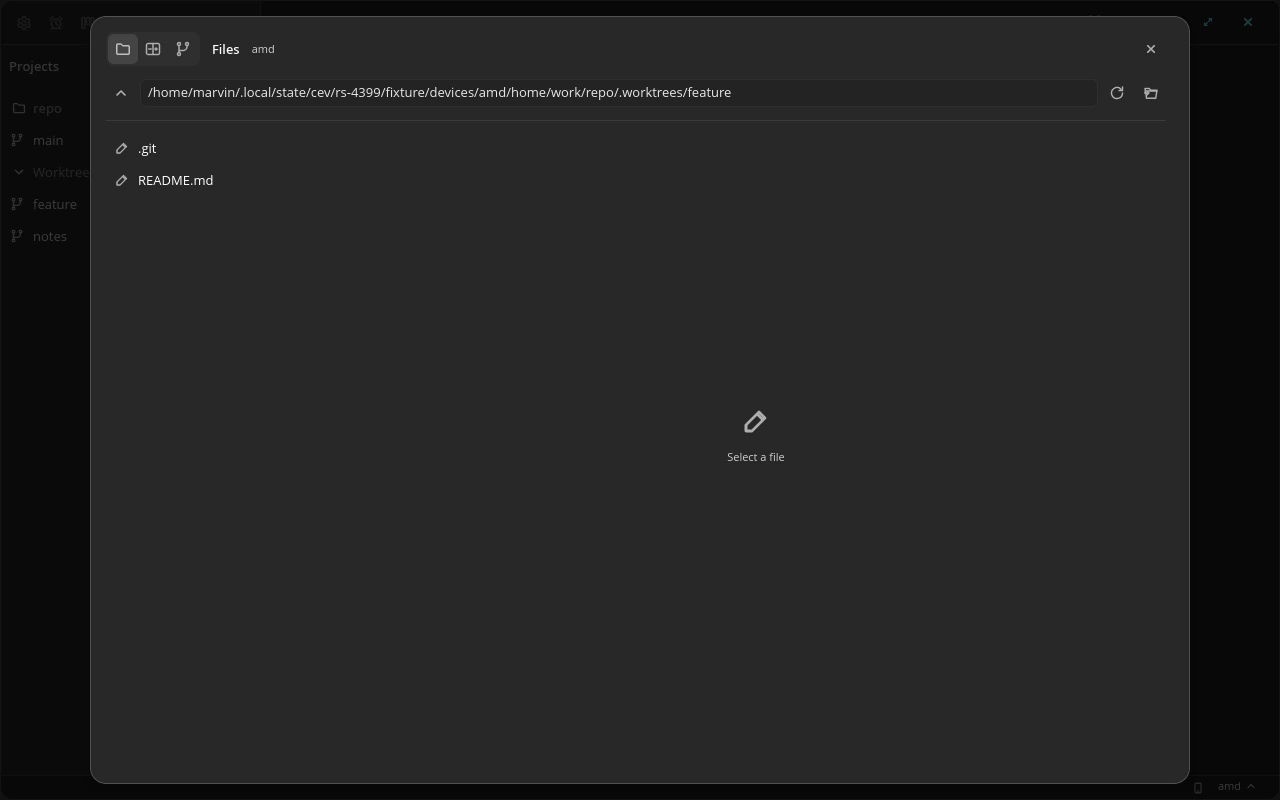 Files amd
Projects
/home/marvin/.local/state/cev/rs-4399/fixture/devices/amd/home/work/repo/.worktrees/feature
repo
main
.git
Worktree
README.md
feature
notes
Select a file
amd